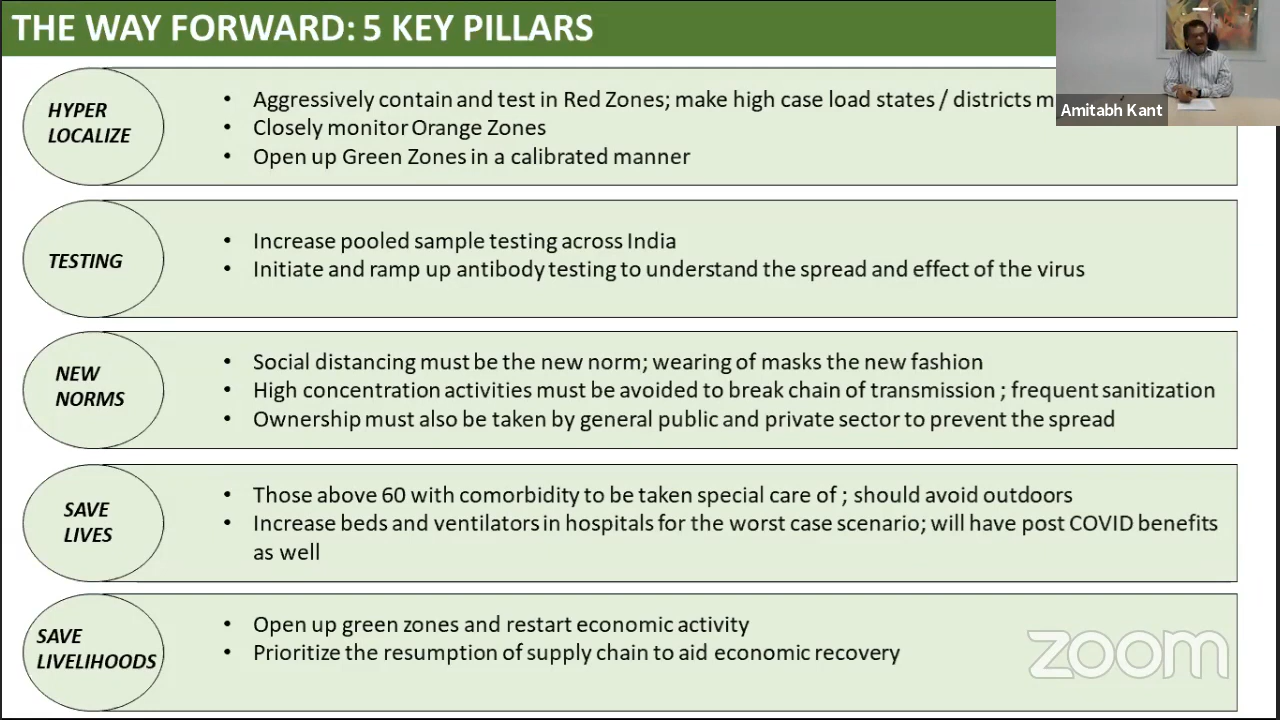 THE WAY FORWARD: 5 KEY PILLARS
Amitabh Kant
HYPER
LOCALIZE
• Aggressively contain and test in Red Zones; make high case load states / districts
• Closely monitor Orange Zones
• Open up Green Zones in a calibrated manner
TESTING
• Increase pooled sample testing across India
• Initiate and ramp up antibody testing to understand the spread and effect of the virus
NEW
NORMS
• Social distancing must be the new norm; wearing of masks the new fashion
• High concentration activities must be avoided to break chain of transmission ; frequent sanitization
• Ownership must also be taken by general public and private sector to prevent the spread
SAVE
LIVES
• Those above 60 with comorbidity to be taken special care of ; should avoid outdoors
• Increase beds and ventilators in hospitals for the worst case scenario; will have post COVID benefits
as well
SAVE
LIVELIHOODS
• Open up green zones and restart economic activity
• Prioritize the resumption of supply chain to aid economic recovery
zoom